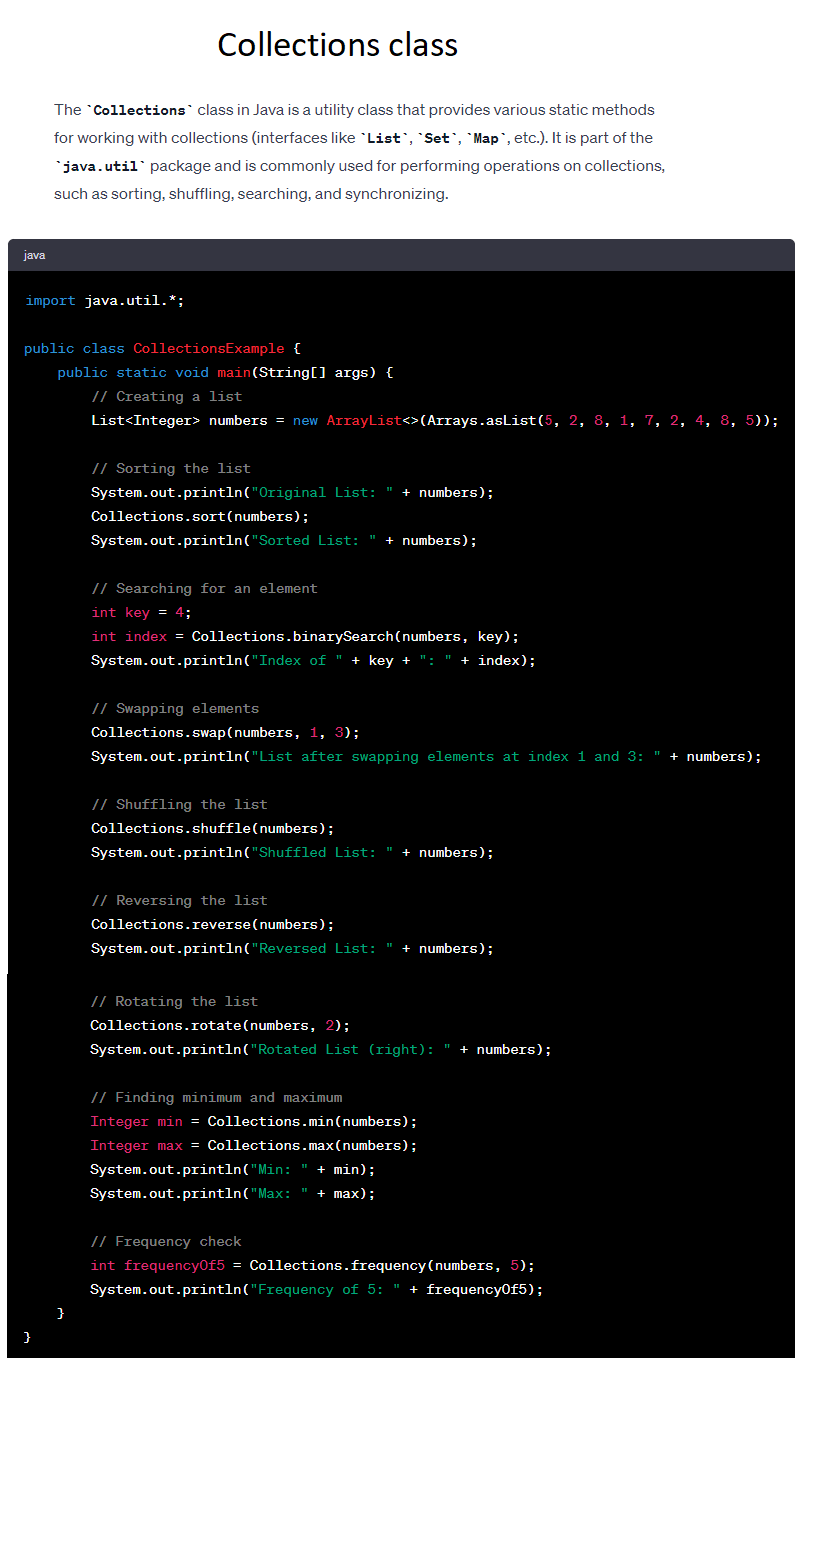 Collections class
The `Collections` class in Java is a utility class that provides various static methods
for working with collections (interfaces like `List`, `Set`, `Map`, etc.). It is part of the
`java.util` package and is commonly used for performing operations on collections,
such as sorting, shuffling, searching, and synchronizing.
java
import java.util.*;
public class CollectionsExample {
    public static void main(String[] args) {
        // Creating a list
        List<Integer> numbers = new ArrayList<>(Arrays.asList(5, 2, 8, 1, 7, 2, 4, 8, 5));
        // Sorting the list
        System.out.println("Original List: " + numbers);
        Collections.sort(numbers);
        System.out.println("Sorted List: " + numbers);
        // Searching for an element
        int key = 4;
        int index = Collections.binarySearch(numbers, key);
        System.out.println("Index of " + key + ": " + index);
        // Swapping elements
        Collections.swap(numbers, 1, 3);
        System.out.println("List after swapping elements at index 1 and 3: " + numbers);
        // Shuffling the list
        Collections.shuffle(numbers);
        System.out.println("Shuffled List: " + numbers);
        // Reversing the list
        Collections.reverse(numbers);
        System.out.println("Reversed List: " + numbers);
        // Rotating the list
        Collections.rotate(numbers, 2);
        System.out.println("Rotated List (right): " + numbers);
        // Finding minimum and maximum
        Integer min = Collections.min(numbers);
        Integer max = Collections.max(numbers);
        System.out.println("Min: " + min);
        System.out.println("Max: " + max);
        // Frequency check
        int frequencyOf5 = Collections.frequency(numbers, 5);
        System.out.println("Frequency of 5: " + frequencyOf5);
    }
}